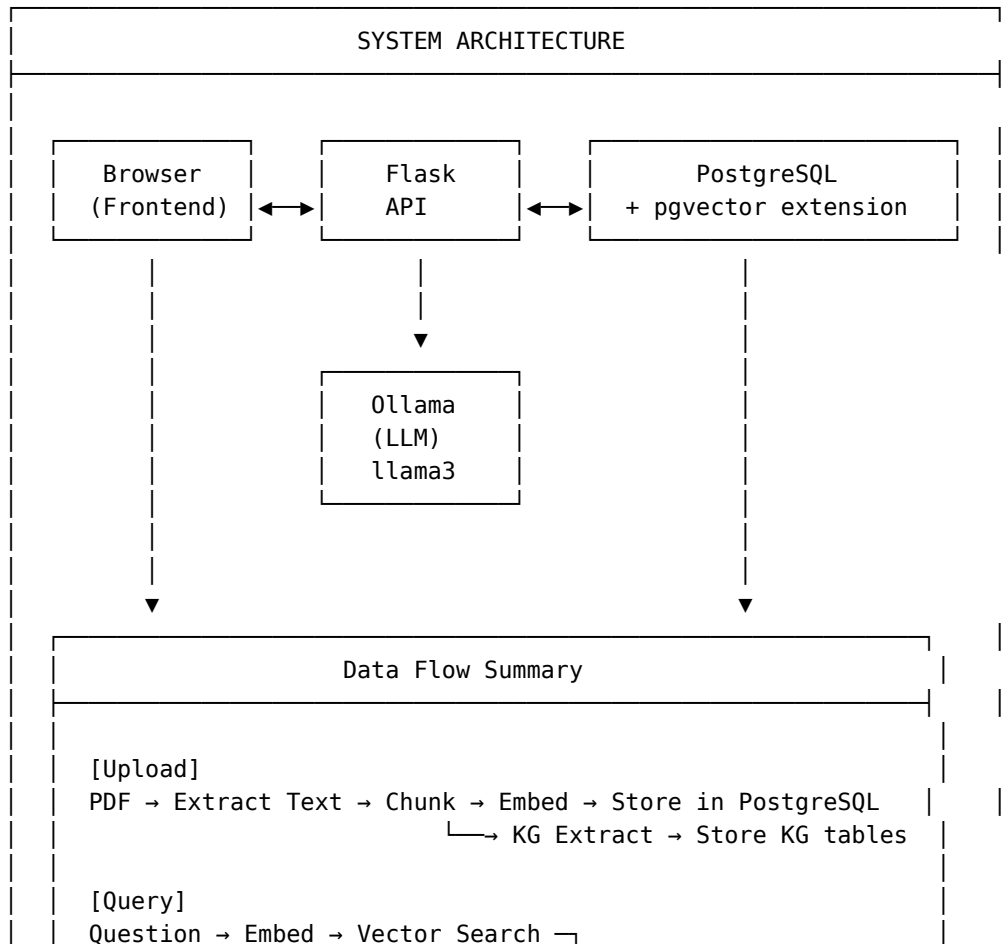 SYSTEM ARCHITECTURE
Browser Flask PostgreSQL
(Frontend) ◄──► API ◄──► + pgvector extension
Ollama
(LLM)
llama3
Data Flow Summary
[Upload]
PDF → Extract Text → Chunk → Embed → Store in PostgreSQL
└──→ KG Extract → Store KG tables
[Query]
Question → Embed → Vector Search ─┐